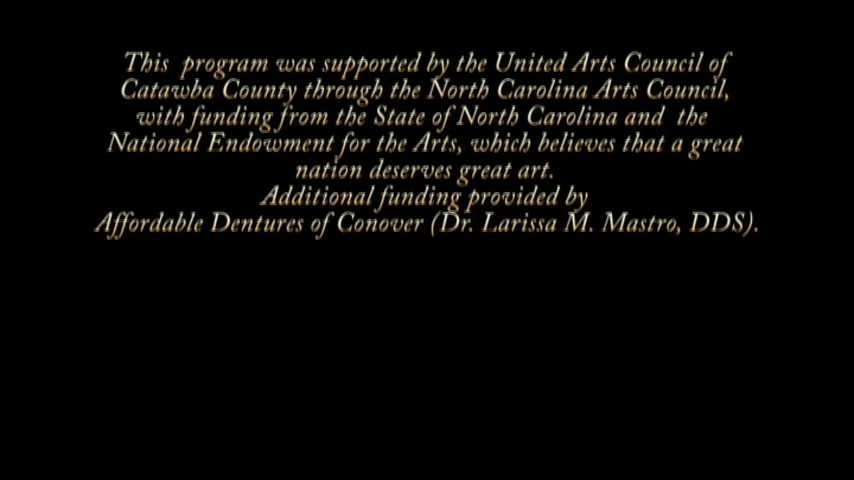 This program was supported by the United Arts Council of
Catawba County through the North Carolina Arts Council,
with funding from the State of North Carolina and the
National Endowment for the Arts, which believes that a great
nation deserves great art.
Additional funding provided by
Affordable Dentures of Conover (Dr. Larissa M. Mastro, DDS).